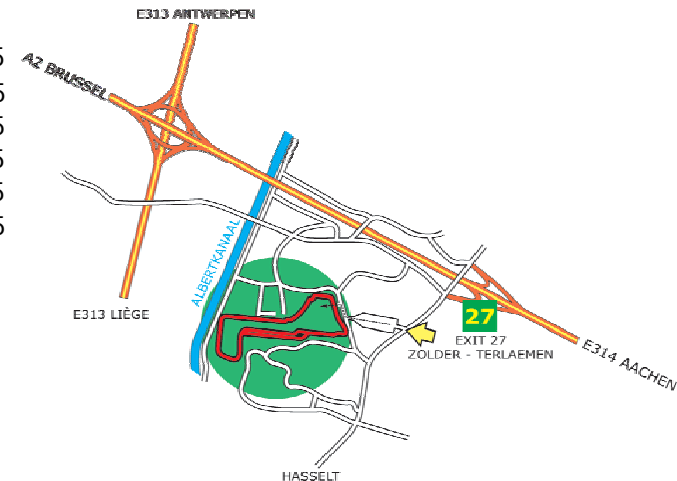 E313 ANTWERPEN
A2 BRUSSEL
ALBERTKANAAL
E313 LIÈGE
27
EXIT 27
ZOLDER - TERLAEMEN
E314 AACHEN
HASSELT